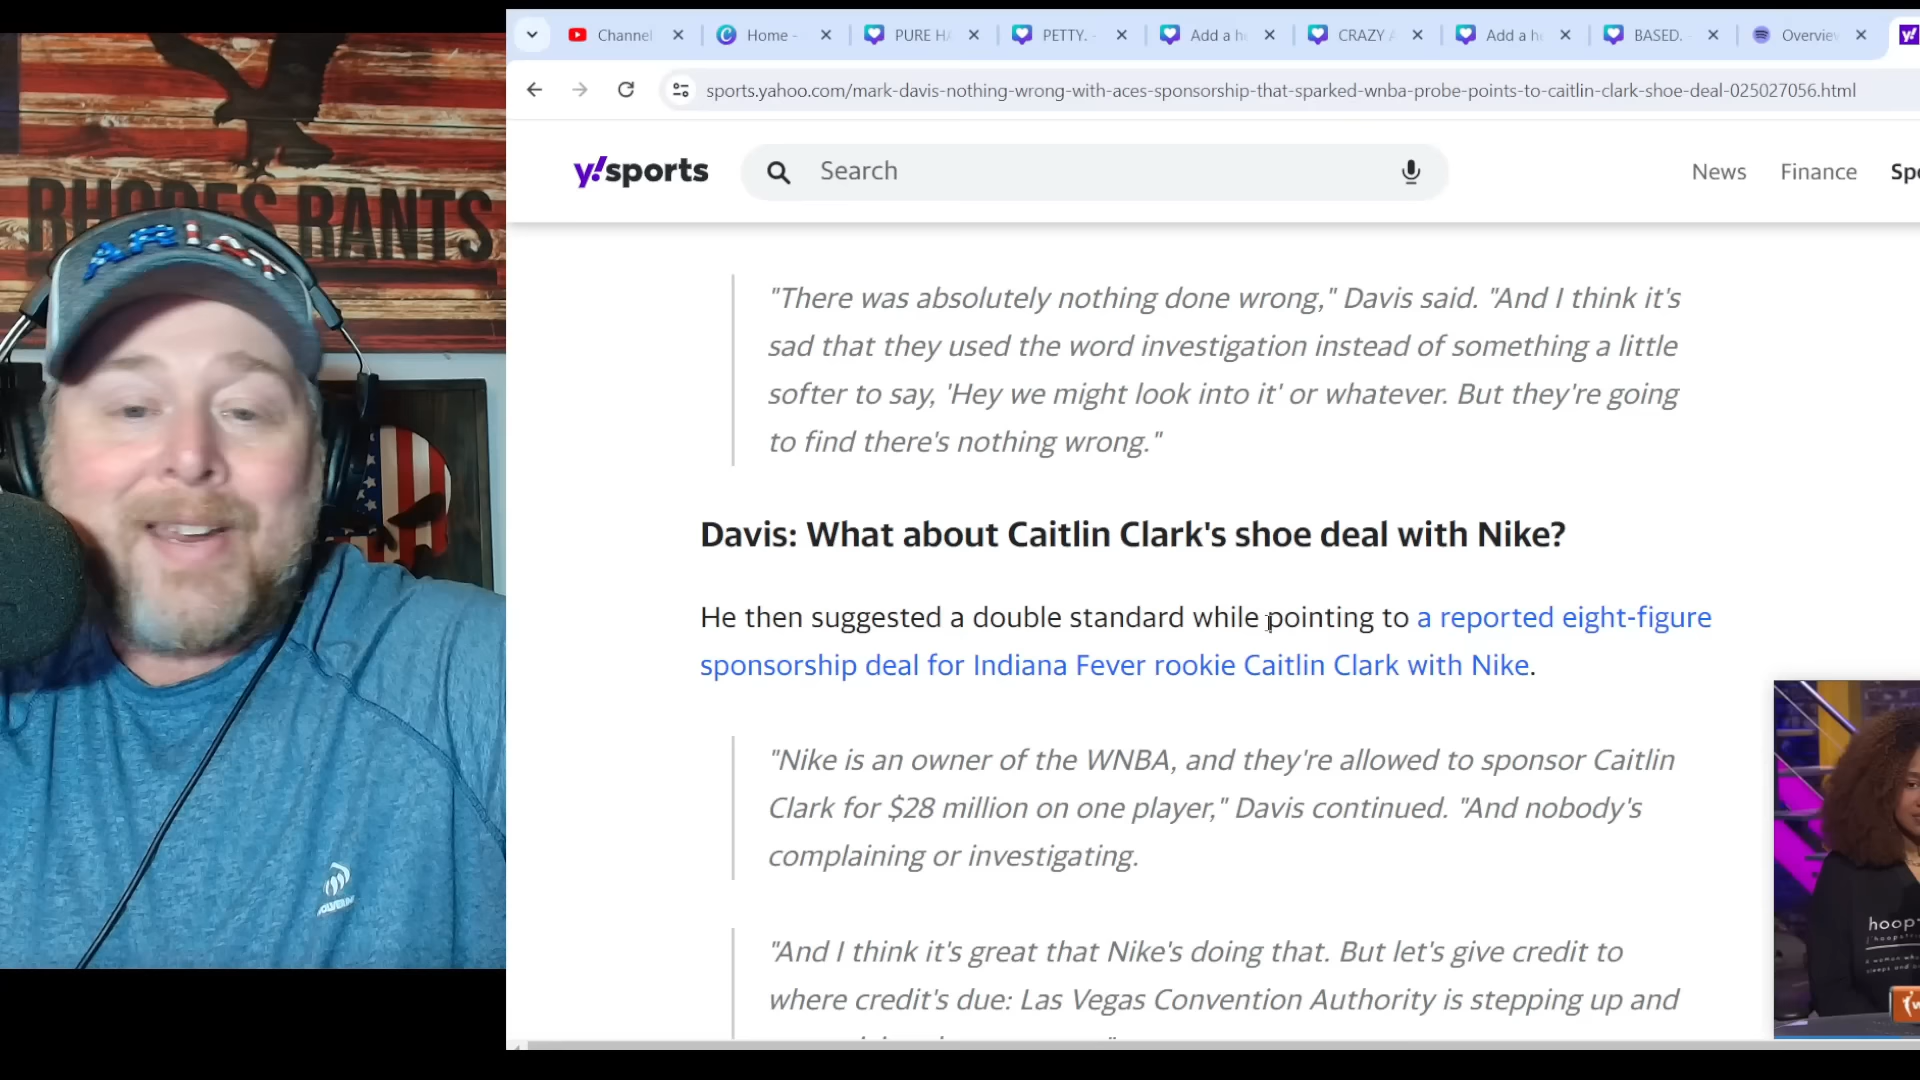 Channel
Home -
PURE HA
PETTY. -
Add a he
CRAZY A
Add a he
BASED.
Overview
y!
sports.yahoo.com/mark-davis-nothing-wrong-with-aces-sponsorship-that-sparked-wnba-probe-points-to-caitlin-clark-shoe-deal-025027056.html
y!sports
Search
News
Finance
Spo
RHODES RANTS
ARIAT
"There was absolutely nothing done wrong," Davis said. "And I think it's
sad that they used the word investigation instead of something a little
softer to say, 'Hey we might look into it' or whatever. But they're going
to find there's nothing wrong."
Davis: What about Caitlin Clark's shoe deal with Nike?
He then suggested a double standard while pointing to a reported eight-figure
sponsorship deal for Indiana Fever rookie Caitlin Clark with Nike.
"Nike is an owner of the WNBA, and they're allowed to sponsor Caitlin
Clark for $28 million on one player," Davis continued. "And nobody's
complaining or investigating.
"And I think it's great that Nike's doing that. But let's give credit to
where credit's due: Las Vegas Convention Authority is stepping up and
WOLVERINE
hoop